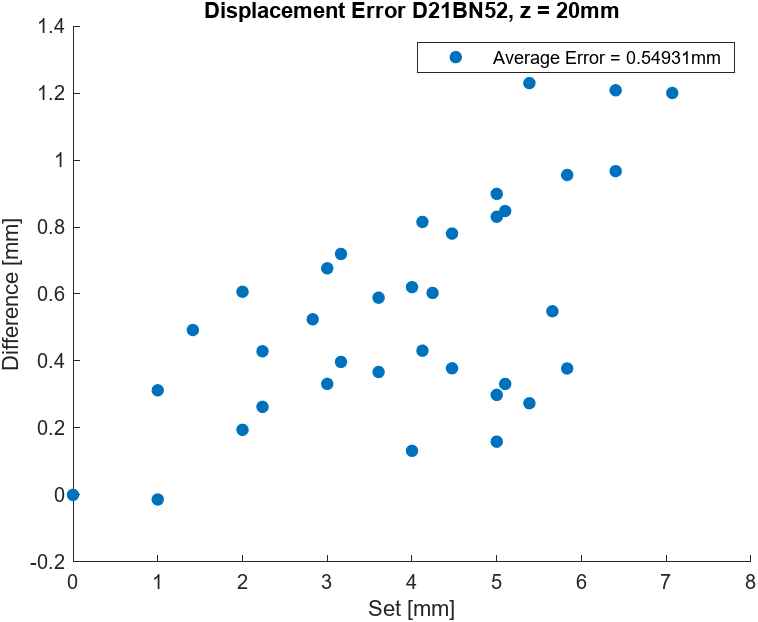 Displacement Error D21BN52, z = 20mm
Average Error = 0.54931mm
1.4
1.2
1
0.8
0.6
0.4
0.2
0
-0.2
Difference [mm]
0 1 2 3 4 5 6 7 8
Set [mm]